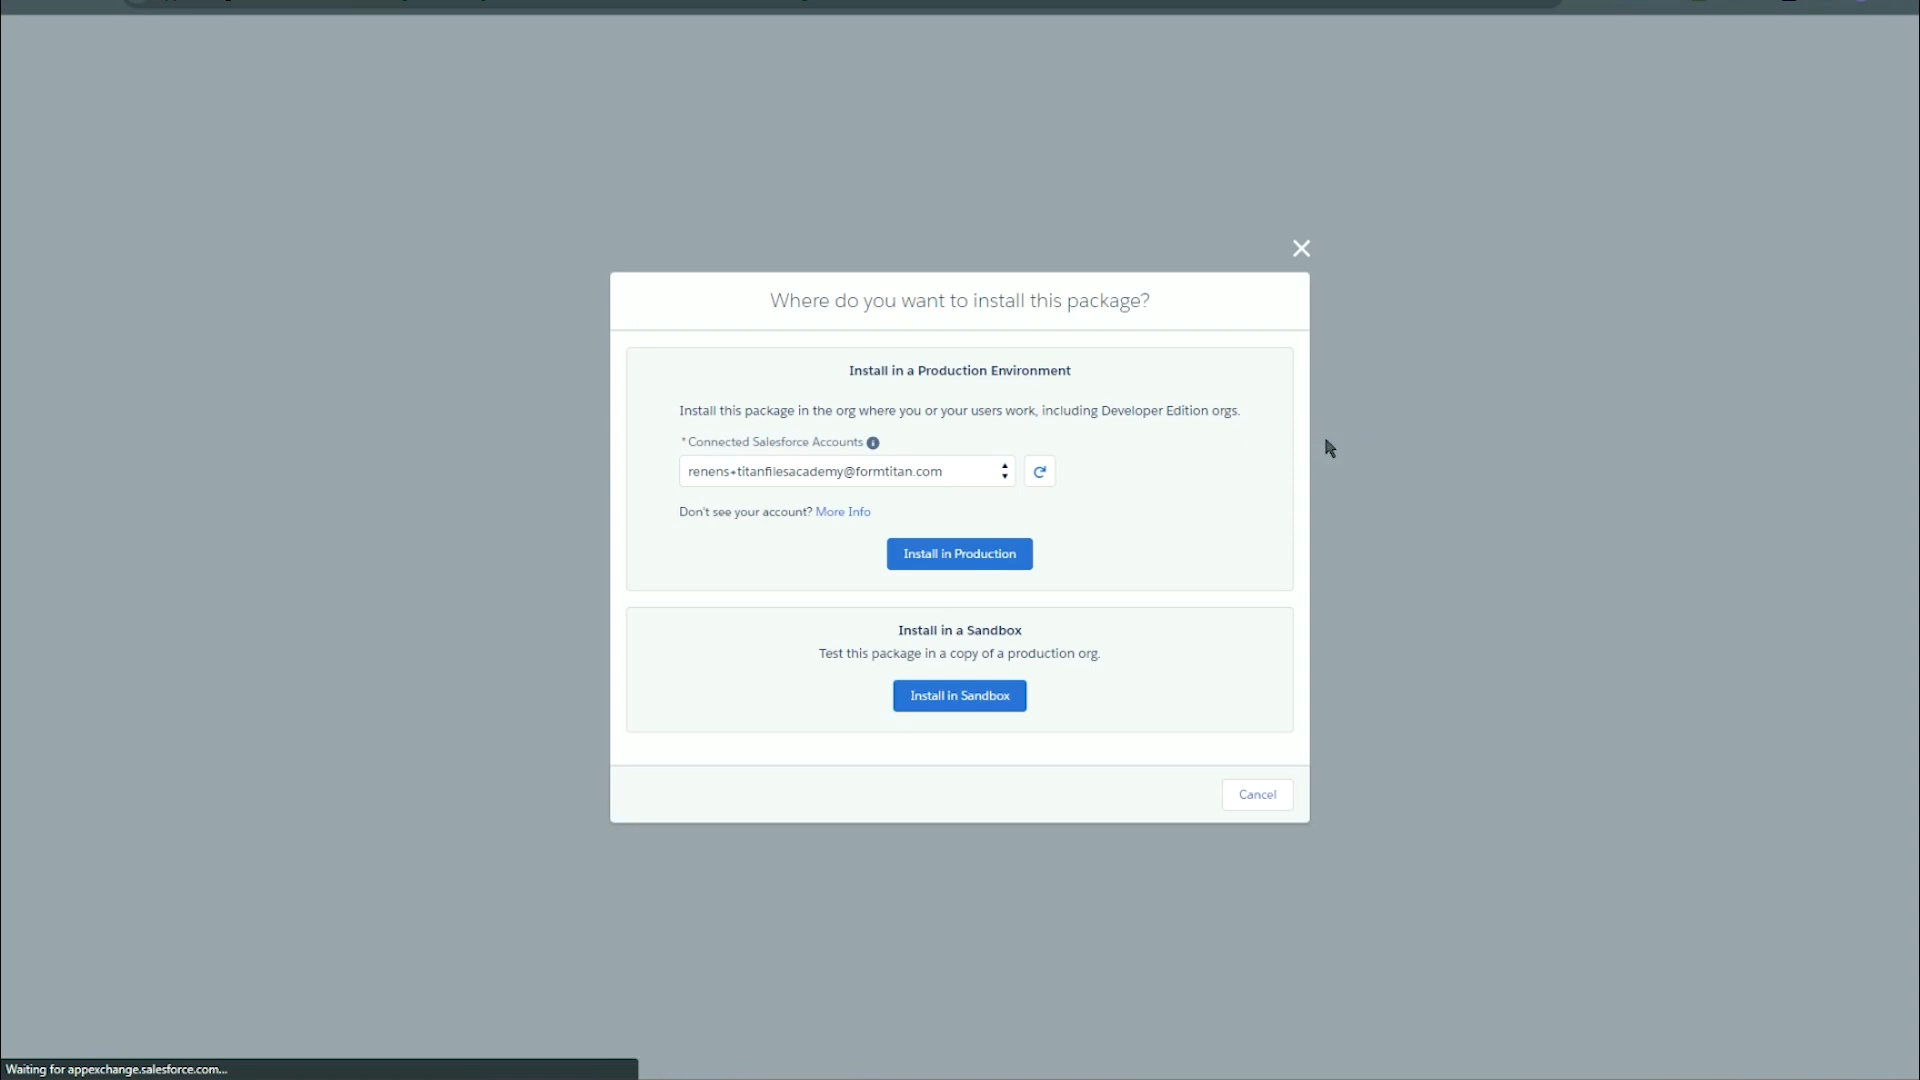 Where do you want to install this package?
Install in a Production Environment
Install this package in the org where you or your users work, including Developer Edition orgs.
*Connected Salesforce Accounts
renens+titanfilesacademy@formtitan.com
Don't see your account? More Info
Install in Production
Install in a Sandbox
Test this package in a copy of a production org.
Install in Sandbox
Cancel
Waiting for appexchange.salesforce.com...